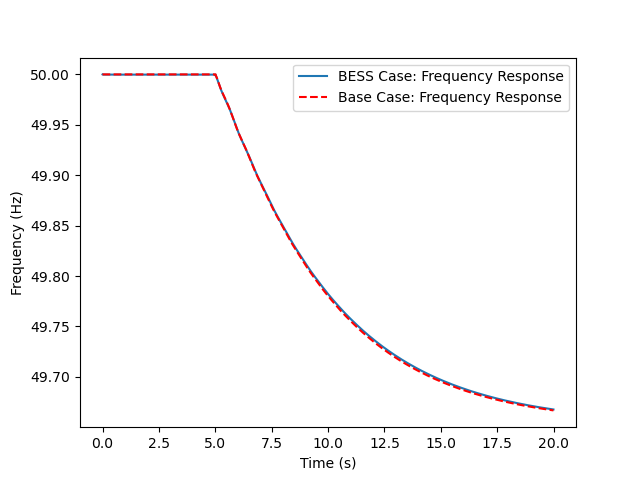 BESS Case: Frequency Response
Base Case: Frequency Response
50.00
49.95
49.90
49.85
49.80
49.75
49.70
Frequency (Hz)
0.0 2.5 5.0 7.5 10.0 12.5 15.0 17.5 20.0
Time (s)